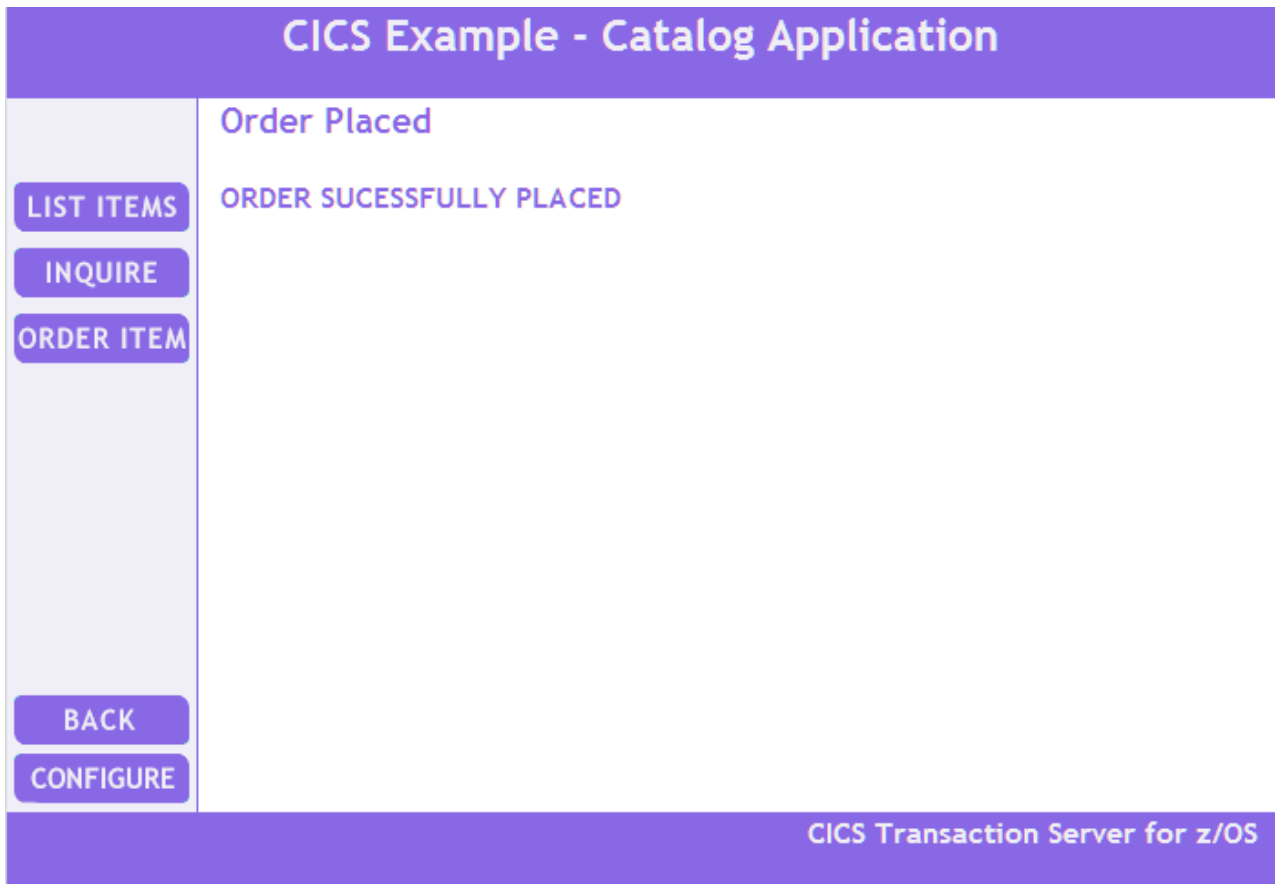 CICS Example - Catalog Application
Order Placed
ORDER SUCESSFULLY PLACED
LIST ITEMS
INQUIRE
ORDER ITEM
BACK
CONFIGURE
CICS Transaction Server for z/OS